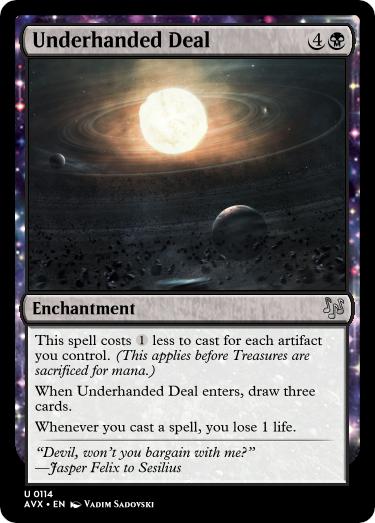 Underhanded Deal 4
Enchantment
This spell costs 1 less to cast for each artifact
you control. (This applies before Treasures are
sacrificed for mana.)
When Underhanded Deal enters, draw three
cards.
Whenever you cast a spell, you lose 1 life.
“Devil, won't you bargain with me?”
—Jasper Felix to Sesilius
U 0114
AVX • EN Vadim Sadovski